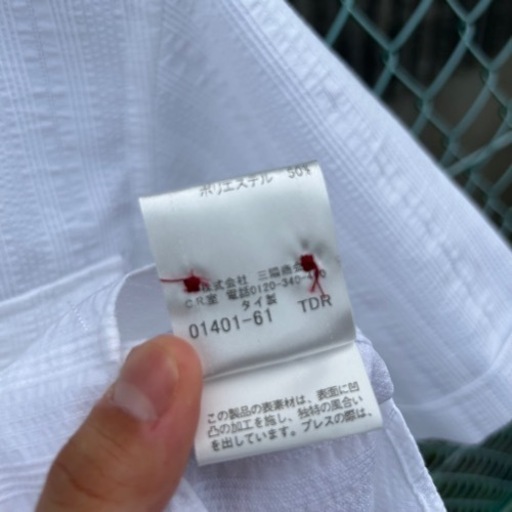 ポリエステル 50%
株式会社 三陽商会
CR室 電話0120-340-460
タイ製
01401-61 TDR
この製品の表素材は、表面に凹
凸の加工を施し、独特の風合い
を出しています。プレスの際は、